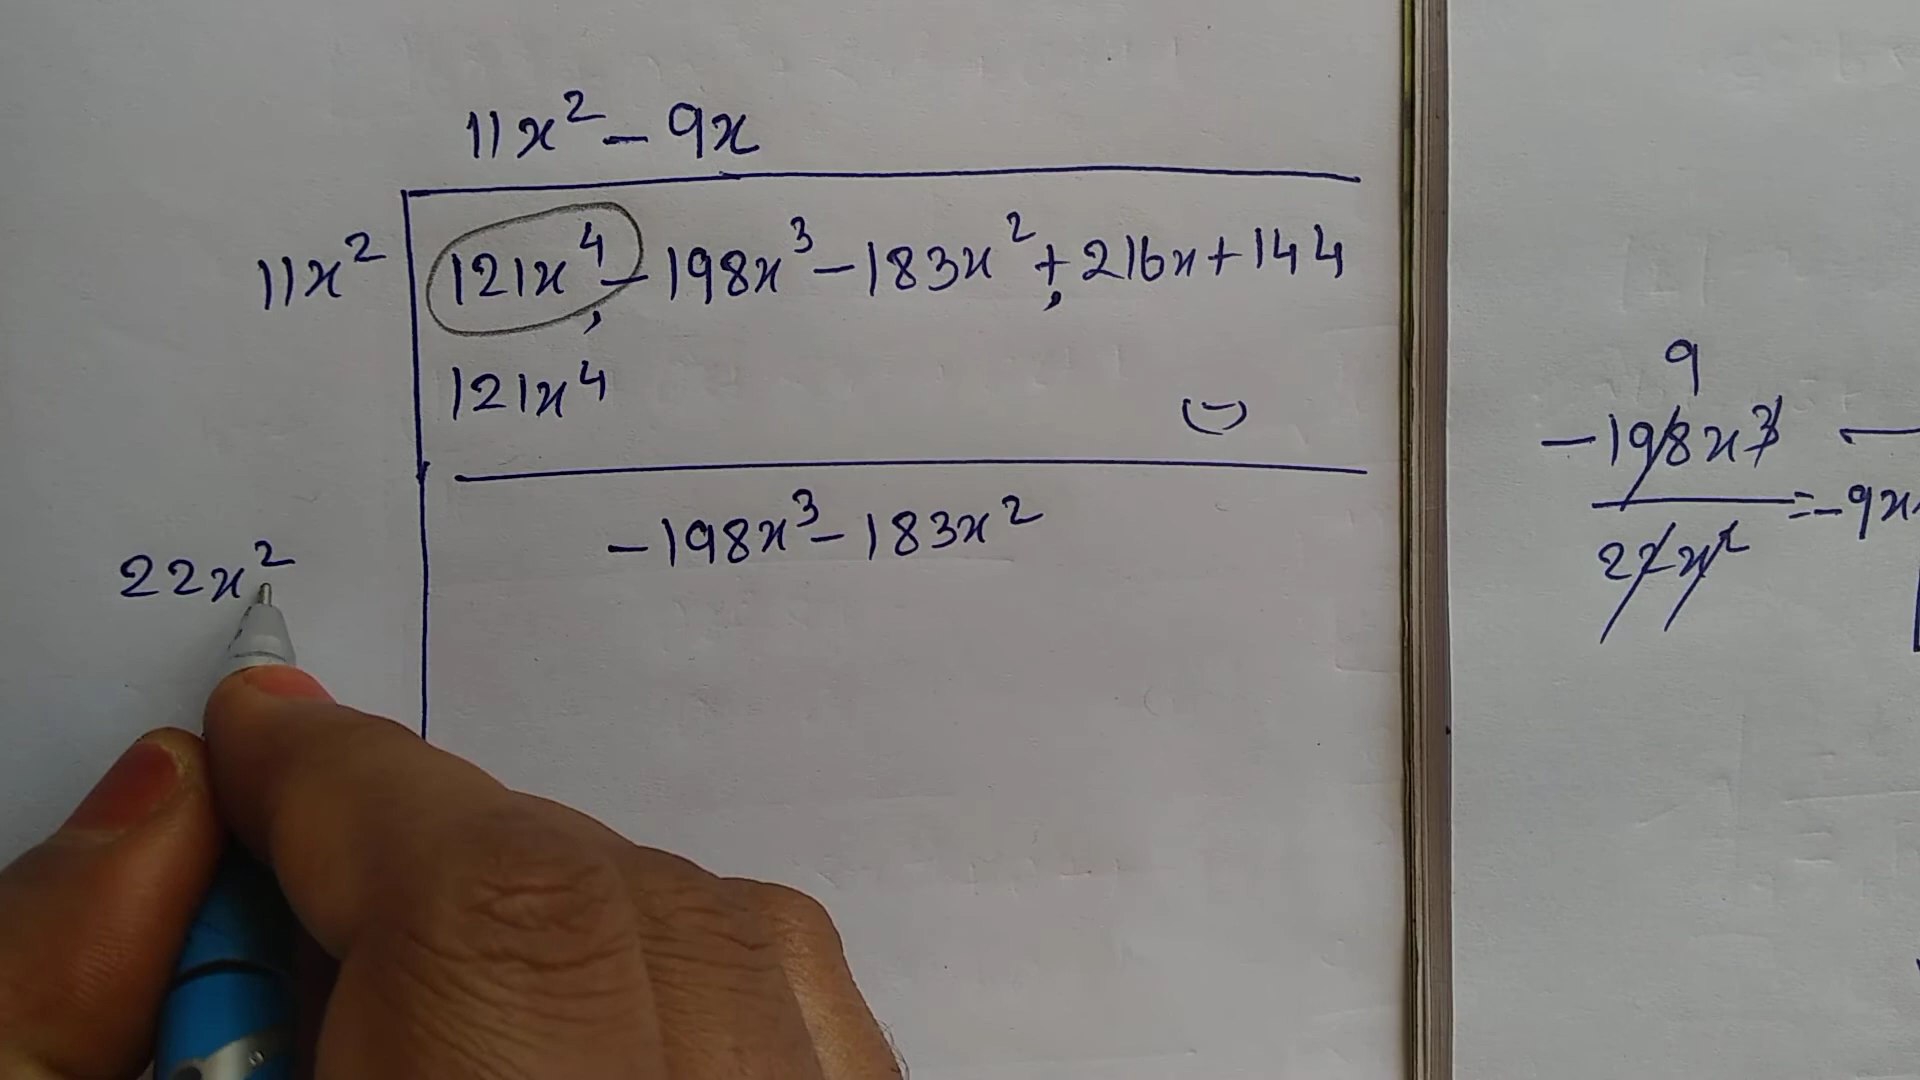 11x² - 9x
11x² 121x⁴ - 198x³ - 183x² + 216x + 144
121x⁴ (-)
22x² - 198x³ - 183x²
9
- 198x³
22x² = - 9x